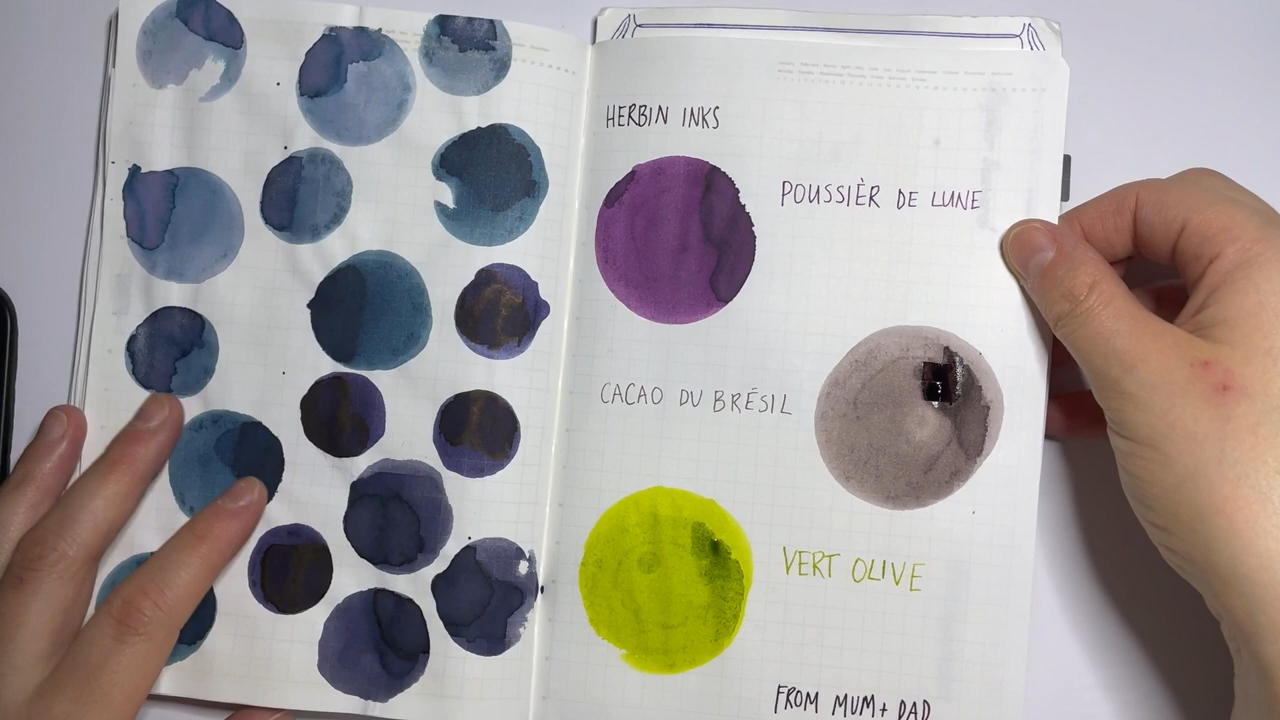 HERBIN INKS
POUSSIÈR DE LUNE
CACAO DU BRÉSIL
VERT OLIVE
FROM MUM + DAD